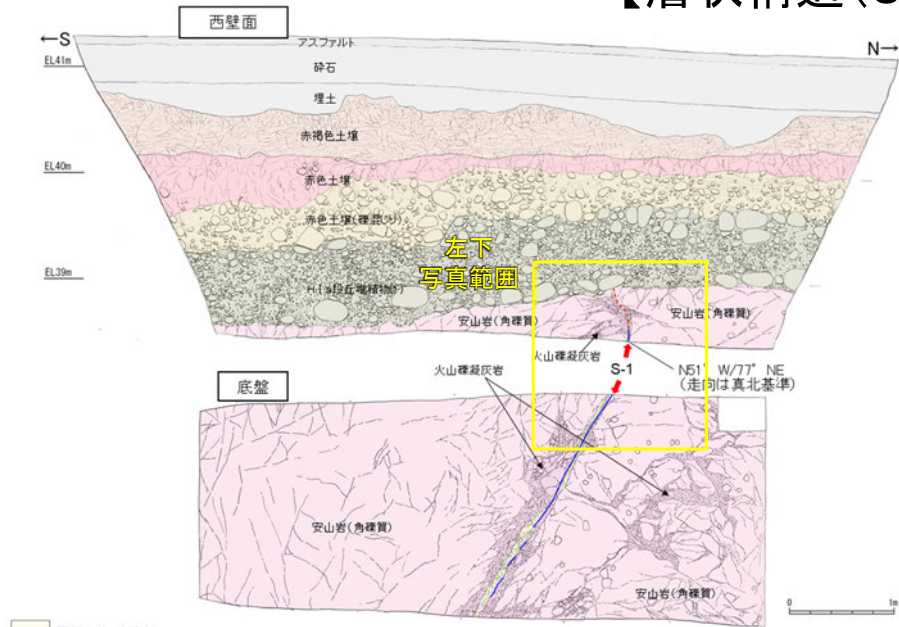 西壁面
←S
N→
アスファルト
EL41m
砕石
埋土
赤褐色土壌
EL40m
赤色土壌
赤色土壌(礫混じり)
左下
写真範囲
EL39m
安山岩(角礫質)
安山岩(角礫質)
火山礫凝灰岩
火山礫凝灰岩
S-1
N51°W/77°NE
(走向は真北基準)
底盤
安山岩(角礫質)
安山岩(角礫質)
0
1m